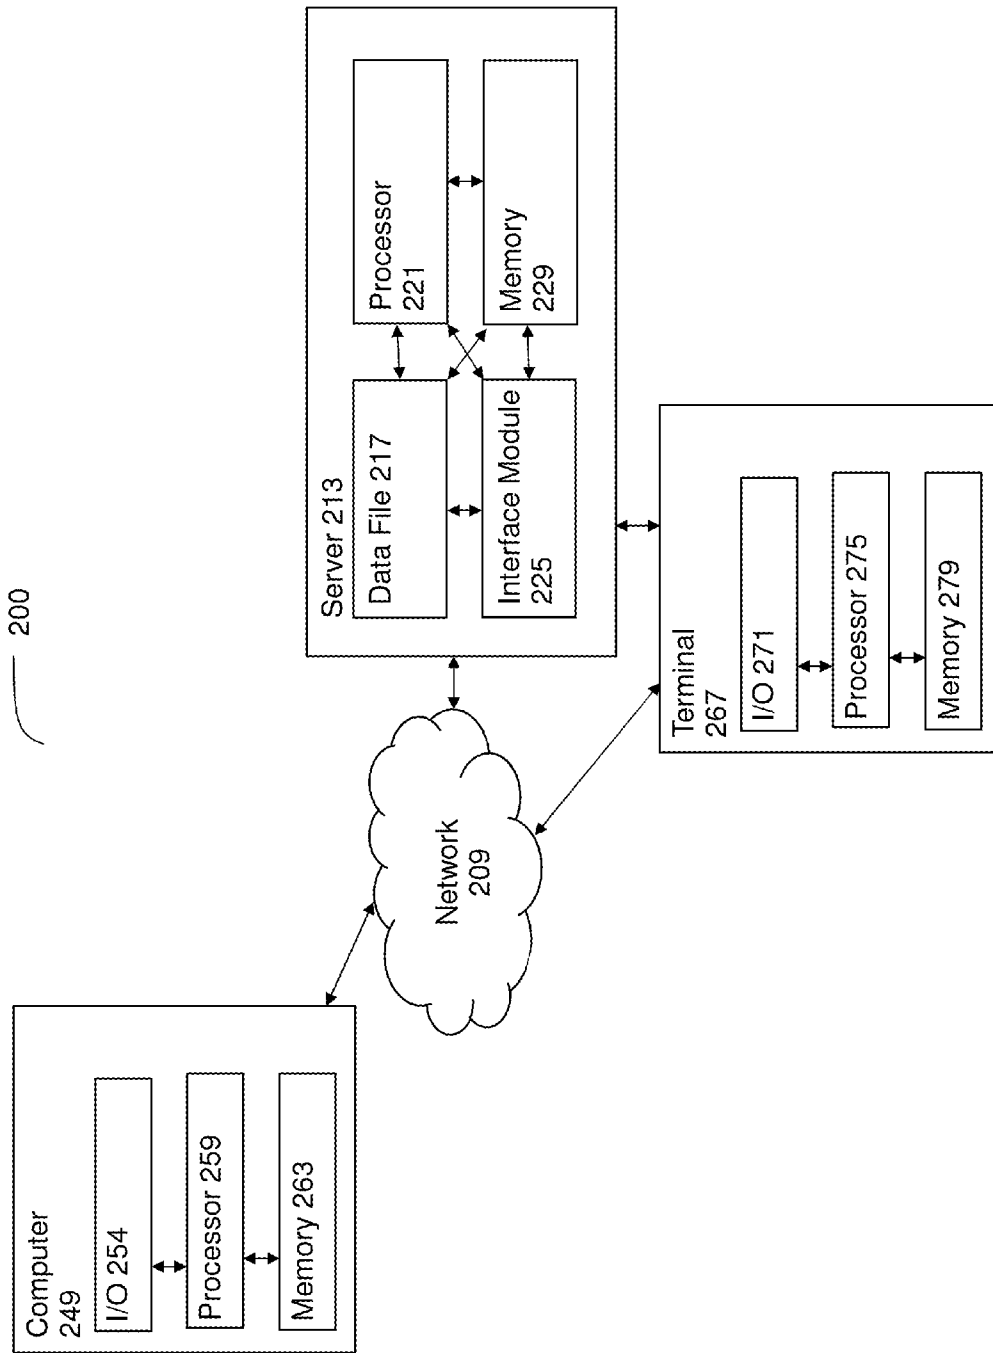 200
Computer
249
I/O 254
Processor 259
Memory 263
Network
209
Server 213
Data File 217
Processor
221
Interface Module
225
Memory
229
Terminal
267
I/O 271
Processor 275
Memory 279